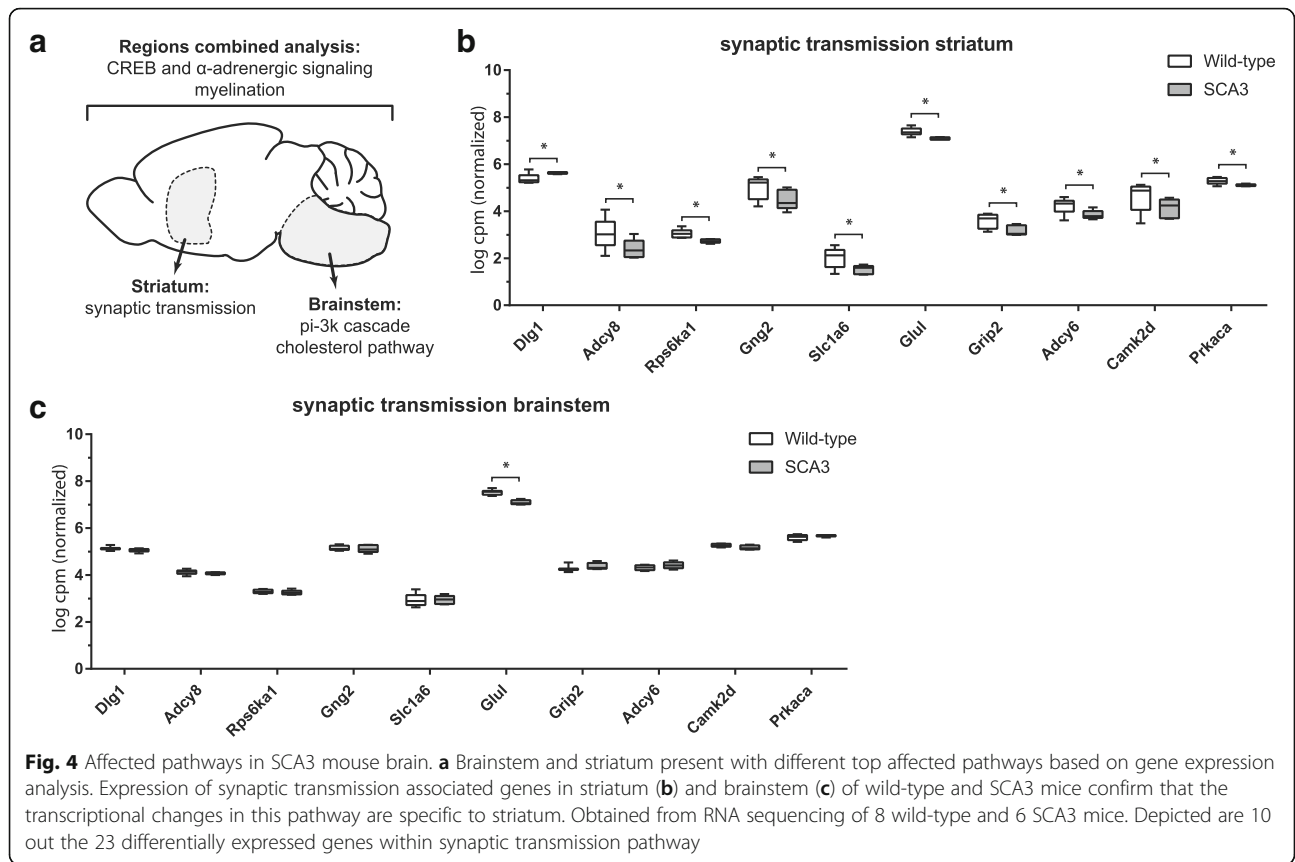 a
Regions combined analysis:
CREB and α-adrenergic signaling
myelination
Striatum:
synaptic transmission
Brainstem:
pi-3k cascade
cholesterol pathway
b
synaptic transmission striatum
Wild-type
SCA3
log cpm (normalized)
10
8
6
4
2
0
* * * * * * * * * *
Dlg1
Adcy8
Rps6ka1
Gng2
Slc1a6
Glul
Grip2
Adcy6
Camk2d
Prkaca
c
synaptic transmission brainstem
Wild-type
SCA3
log cpm (normalized)
10
8
6
4
2
0
*
Dlg1
Adcy8
Rps6ka1
Gng2
Slc1a6
Glul
Grip2
Adcy6
Camk2d
Prkaca
Fig. 4 Affected pathways in SCA3 mouse brain. a Brainstem and striatum present with different top affected pathways based on gene expression
analysis. Expression of synaptic transmission associated genes in striatum (b) and brainstem (c) of wild-type and SCA3 mice confirm that the
transcriptional changes in this pathway are specific to striatum. Obtained from RNA sequencing of 8 wild-type and 6 SCA3 mice. Depicted are 10
out the 23 differentially expressed genes within synaptic transmission pathway